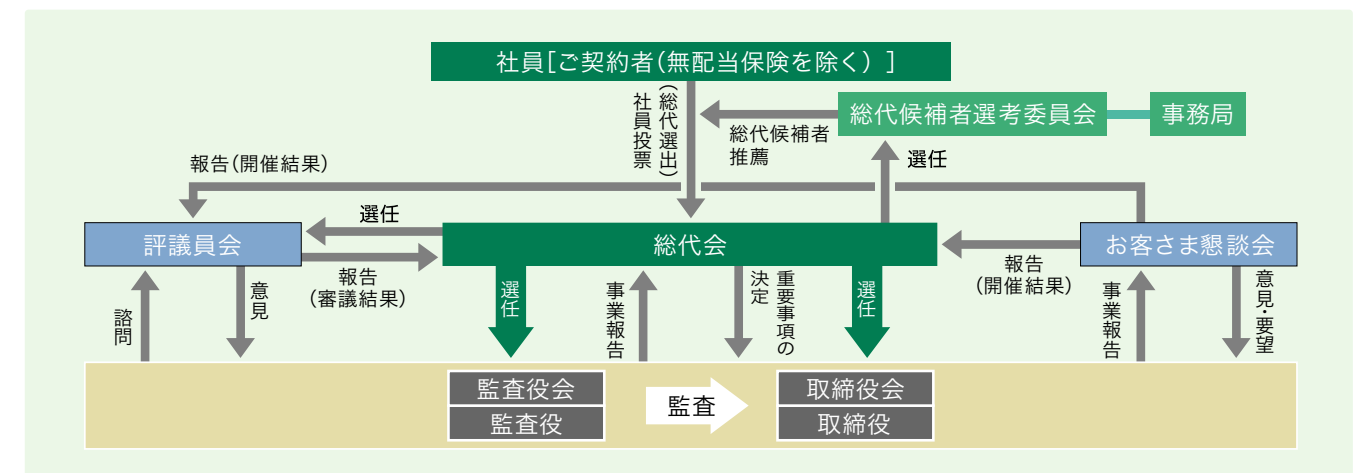 社員[ご契約者(無配当保険を除く) ]
(総代選出)
社員投票
総代候補者
推薦
総代候補者選考委員会
事務局
選任
報告(開催結果)
評議員会
選任
報告
(審議結果)
総代会
報告
(開催結果)
お客さま懇談会
諮問
意見
選任
事業報告
重要事項の
決定
選任
事業報告
意見・要望
監査役会
監査役
監査
取締役会
取締役